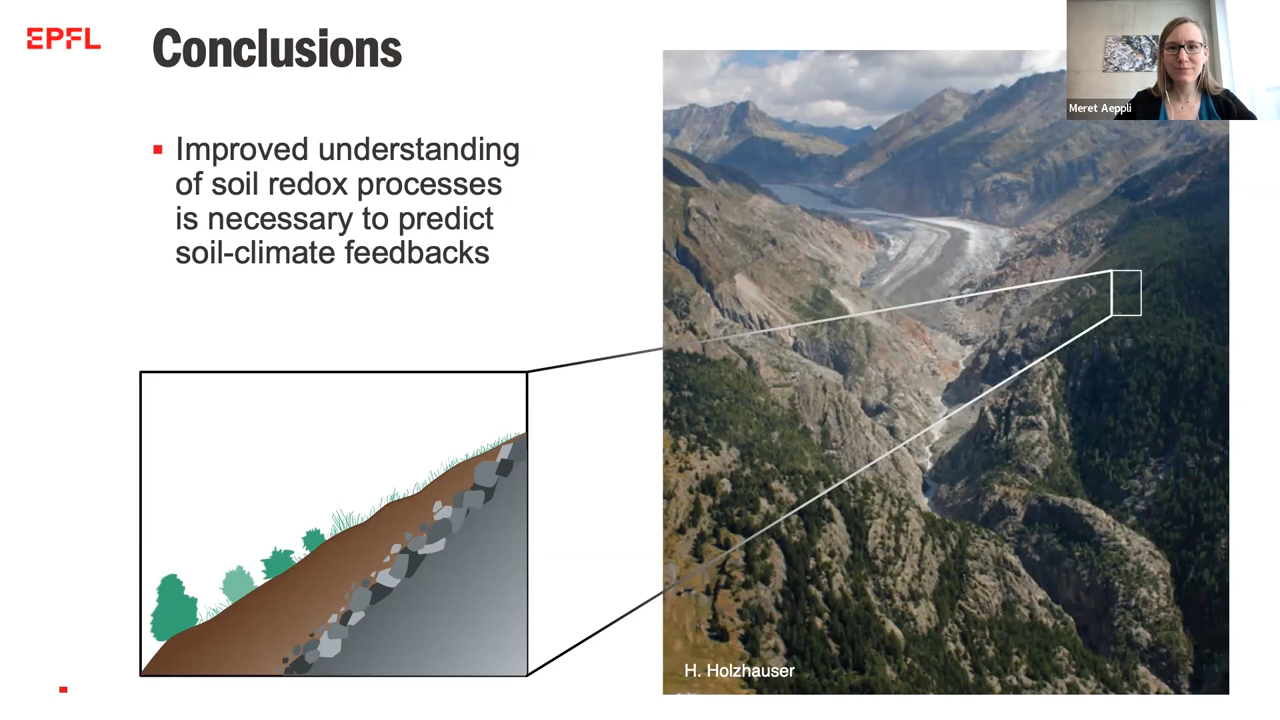 EPFL
Conclusions
Meret Aeppli
Improved understanding
of soil redox processes
is necessary to predict
soil-climate feedbacks
H. Holzhauser